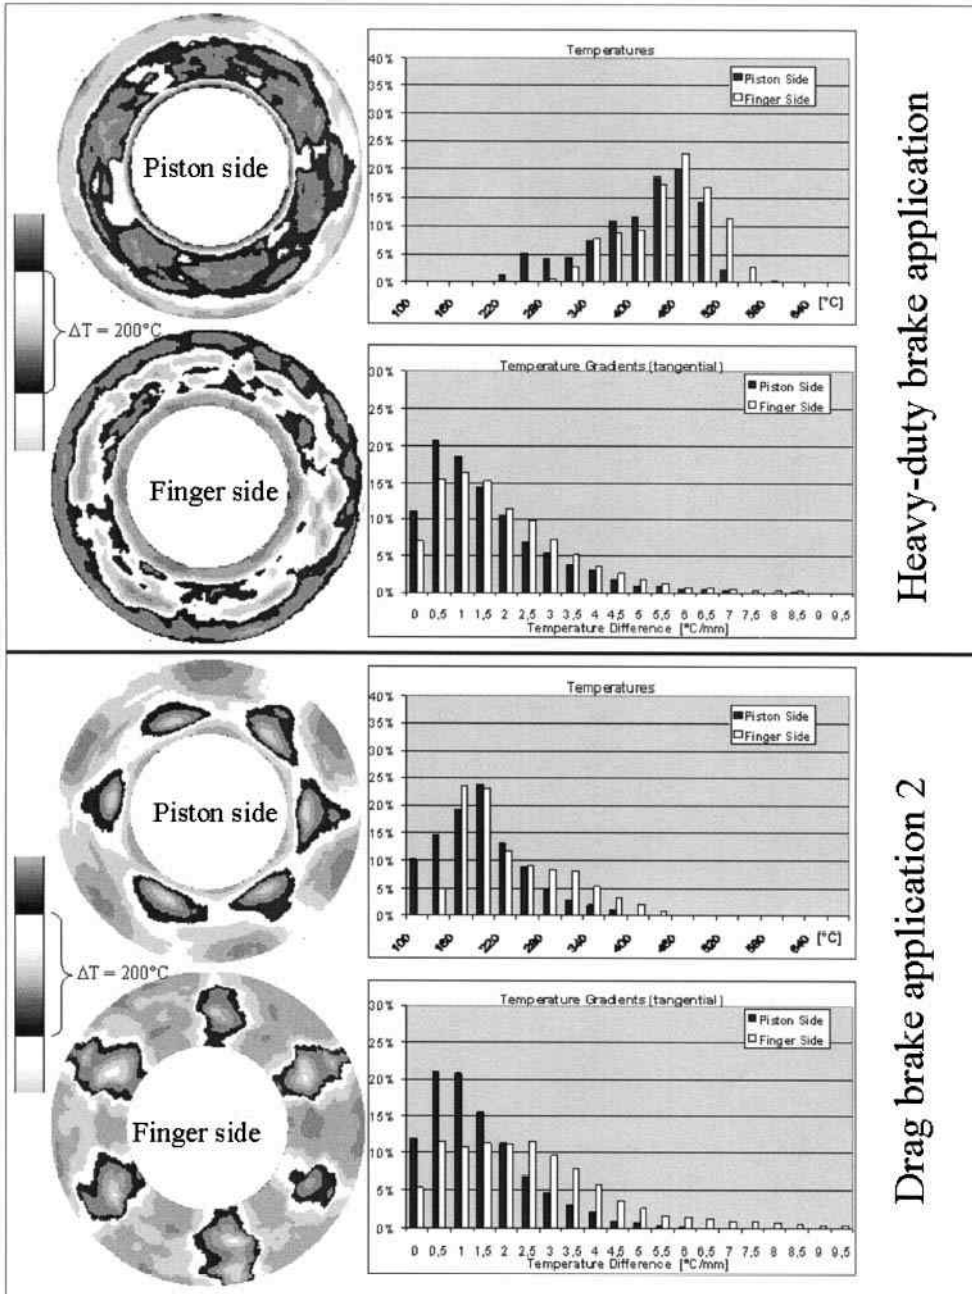 Piston side
ΔT = 200°C
Finger side
Temperatures
40%
35%
30%
25%
20%
15%
10%
5%
0%
Piston Side
Finger Side
100 160 220 280 340 400 460 520 580 640 [°C]
Temperature Gradients (tangential)
30%
25%
20%
15%
10%
5%
0%
Piston Side
Finger Side
0 0,5 1 1,5 2 2,5 3 3,5 4 4,5 5 5,5 6 6,5 7 7,5 8 8,5 9 9,5
Temperature Difference [°C/mm]
Heavy-duty brake application
Piston side
ΔT = 200°C
Finger side
Temperatures
40%
35%
30%
25%
20%
15%
10%
5%
0%
Piston Side
Finger Side
100 160 220 280 340 400 460 520 580 640 [°C]
Temperature Gradients (tangential)
30%
25%
20%
15%
10%
5%
0%
Piston Side
Finger Side
0 0,5 1 1,5 2 2,5 3 3,5 4 4,5 5 5,5 6 6,5 7 7,5 8 8,5 9 9,5
Temperature Difference [°C/mm]
Drag brake application 2